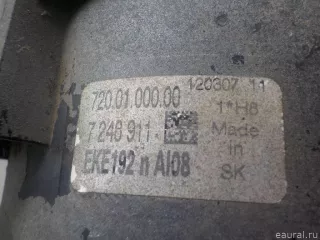 720.01.000.00
120307 11
7 248 911
1*H6
Made
in
SK
EKE192 n AI08
eaural.ru